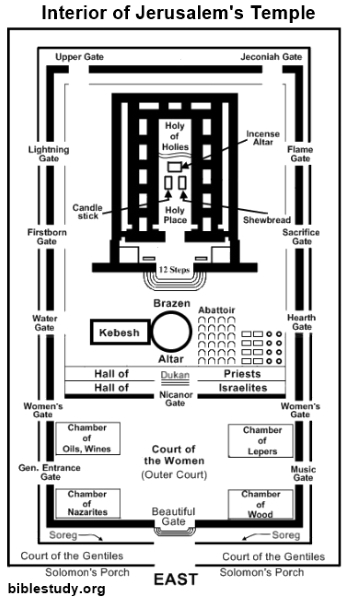 Interior of Jerusalem's Temple
Upper Gate
Jeconiah Gate
Holy
of
Holies
Incense
Altar
Lightning
Gate
Flame
Gate
Candle
stick
Holy
Place
Shewbread
Firstborn
Gate
Sacrifice
Gate
12 Steps
Brazen
Abattoir
Water
Gate
Kebesh
Hearth
Gate
Altar
Hall of
Dukan
Priests
Hall of
Israelites
Nicanor
Gate
Women's
Gate
Women's
Gate
Chamber
of
Oils, Wines
Chamber
of
Lepers
Court of
the Women
(Outer Court)
Gen. Entrance
Gate
Music
Gate
Chamber
of
Nazarites
Beautiful
Gate
Chamber
of
Wood
Soreg
Soreg
Court of the Gentiles
Court of the Gentiles
Solomon's Porch
Solomon's Porch
EAST
biblestudy.org